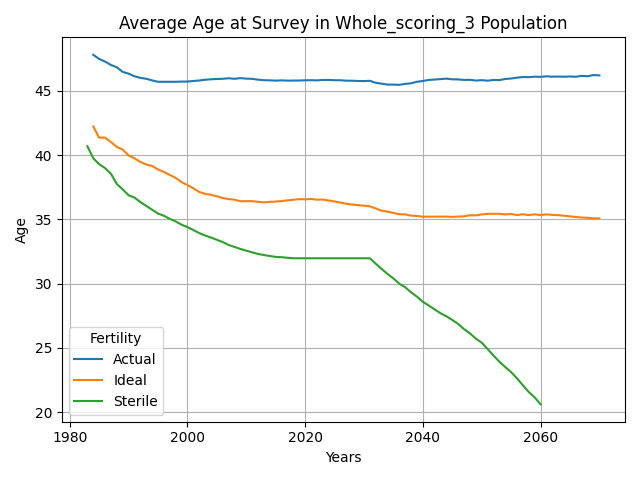 Average Age at Survey in Whole_scoring_3 Population
Age
45
40
35
30
25
20
Fertility
Actual
Ideal
Sterile
1980
2000
2020
2040
2060
Years